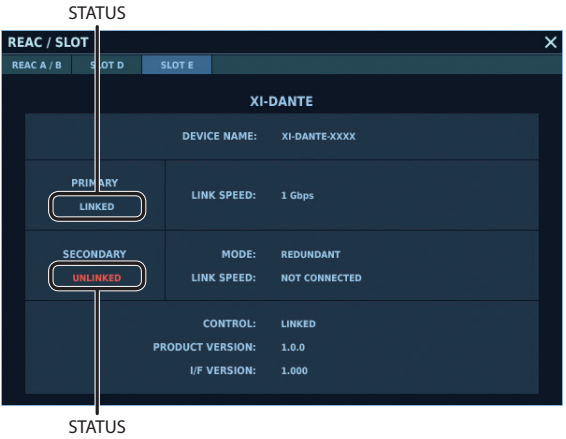 STATUS
REAC / SLOT
REAC A / B SLOT D SLOT E
XI-DANTE
DEVICE NAME: XI-DANTE-XXXX
PRIMARY
LINKED
LINK SPEED: 1 Gbps
SECONDARY
UNLINKED
MODE: REDUNDANT
LINK SPEED: NOT CONNECTED
CONTROL: LINKED
PRODUCT VERSION: 1.0.0
I/F VERSION: 1.000
STATUS